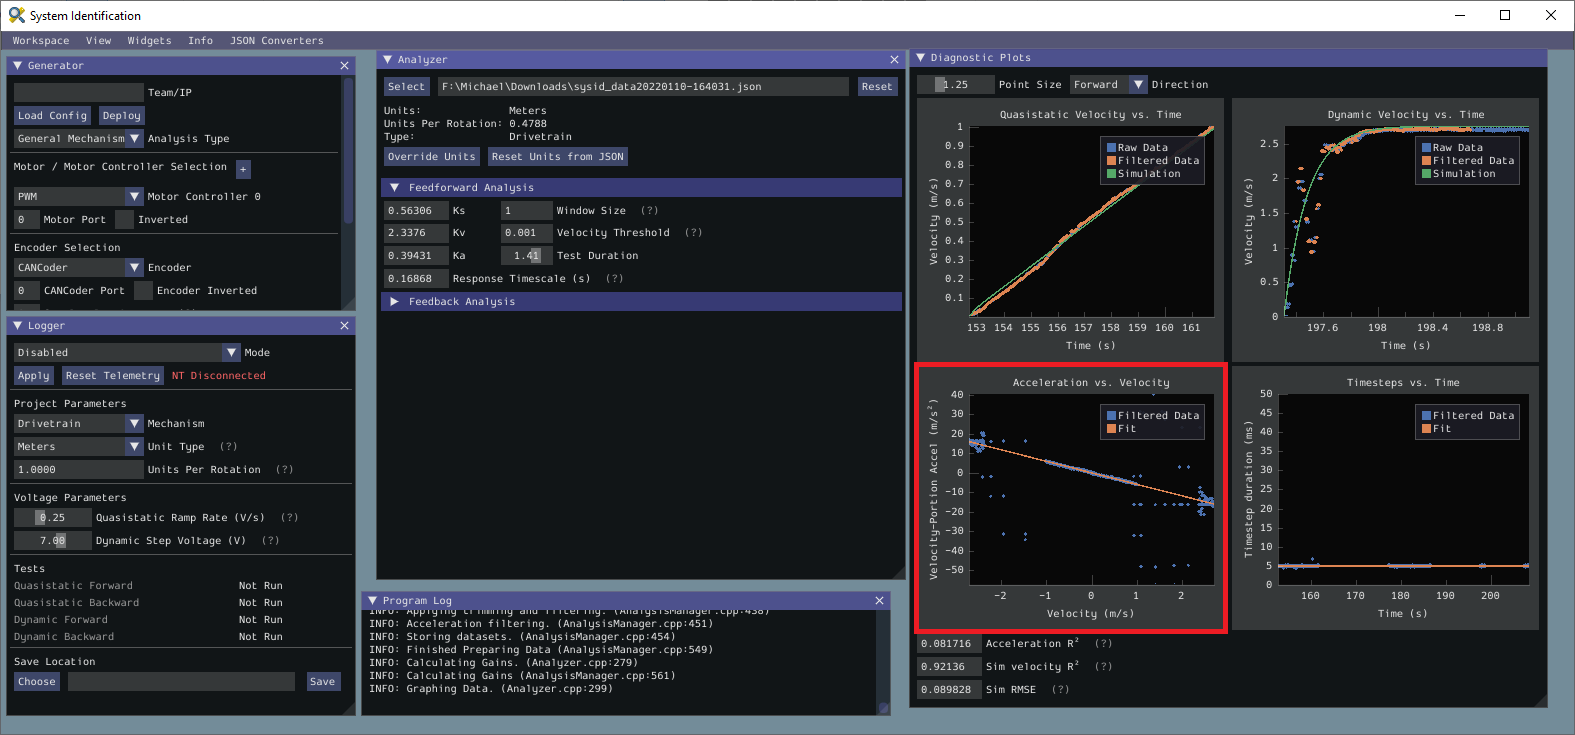 System Identification
Workspace View Widgets Info JSON Converters
Generator
Team/IP
Load Config Deploy
General Mechanism Analysis Type
Motor / Motor Controller Selection +
PWM Motor Controller 0
0 Motor Port Inverted
Encoder Selection
CANCoder Encoder
0 CANCoder Port Encoder Inverted
Logger
Disabled Mode
Apply Reset Telemetry NT Disconnected
Project Parameters
Drivetrain Mechanism
Meters Unit Type (?)
1.0000 Units Per Rotation (?)
Voltage Parameters
0.25 Quasistatic Ramp Rate (V/s) (?)
7.00 Dynamic Step Voltage (V) (?)
Tests
Quasistatic Forward Not Run
Quasistatic Backward Not Run
Dynamic Forward Not Run
Dynamic Backward Not Run
Save Location
Choose Save
Analyzer
Select F:\Michael\Downloads\sysid_data20220110-164031.json Reset
Units: Meters
Units Per Rotation: 0.4788
Type: Drivetrain
Override Units Reset Units from JSON
Feedforward Analysis
0.56306 Ks 1 Window Size (?)
2.3376 Kv 0.001 Velocity Threshold (?)
0.39431 Ka 1.41 Test Duration
0.16868 Response Timescale (s) (?)
Feedback Analysis
Program Log
INFO: Applying trimming and filtering. (AnalysisManager.cpp:438)
INFO: Acceleration filtering. (AnalysisManager.cpp:451)
INFO: Storing datasets. (AnalysisManager.cpp:454)
INFO: Finished Preparing Data (AnalysisManager.cpp:549)
INFO: Calculating Gains. (Analyzer.cpp:279)
INFO: Calculating Gains (AnalysisManager.cpp:561)
INFO: Graphing Data. (Analyzer.cpp:299)
Diagnostic Plots
1.25 Point Size Forward Direction
Quasistatic Velocity vs. Time
Velocity (m/s)
1
0.9
0.8
0.7
0.6
0.5
0.4
0.3
0.2
0.1
Raw Data
Filtered Data
Simulation
153 154 155 156 157 158 159 160 161
Time (s)
Dynamic Velocity vs. Time
Velocity (m/s)
2.5
2
1.5
1
0.5
0
Raw Data
Filtered Data
Simulation
197.6 198 198.4 198.8
Time (s)
Acceleration vs. Velocity
Velocity-Portion Accel (m/s²)
40
30
20
10
0
-10
-20
-30
-40
-50
Filtered Data
Fit
-2 -1 0 1 2
Velocity (m/s)
Timesteps vs. Time
Timestep duration (ms)
50
45
40
35
30
25
20
15
10
5
0
Filtered Data
Fit
160 170 180 190 200
Time (s)
0.081716 Acceleration R² (?)
0.92136 Sim velocity R² (?)
0.089828 Sim RMSE (?)